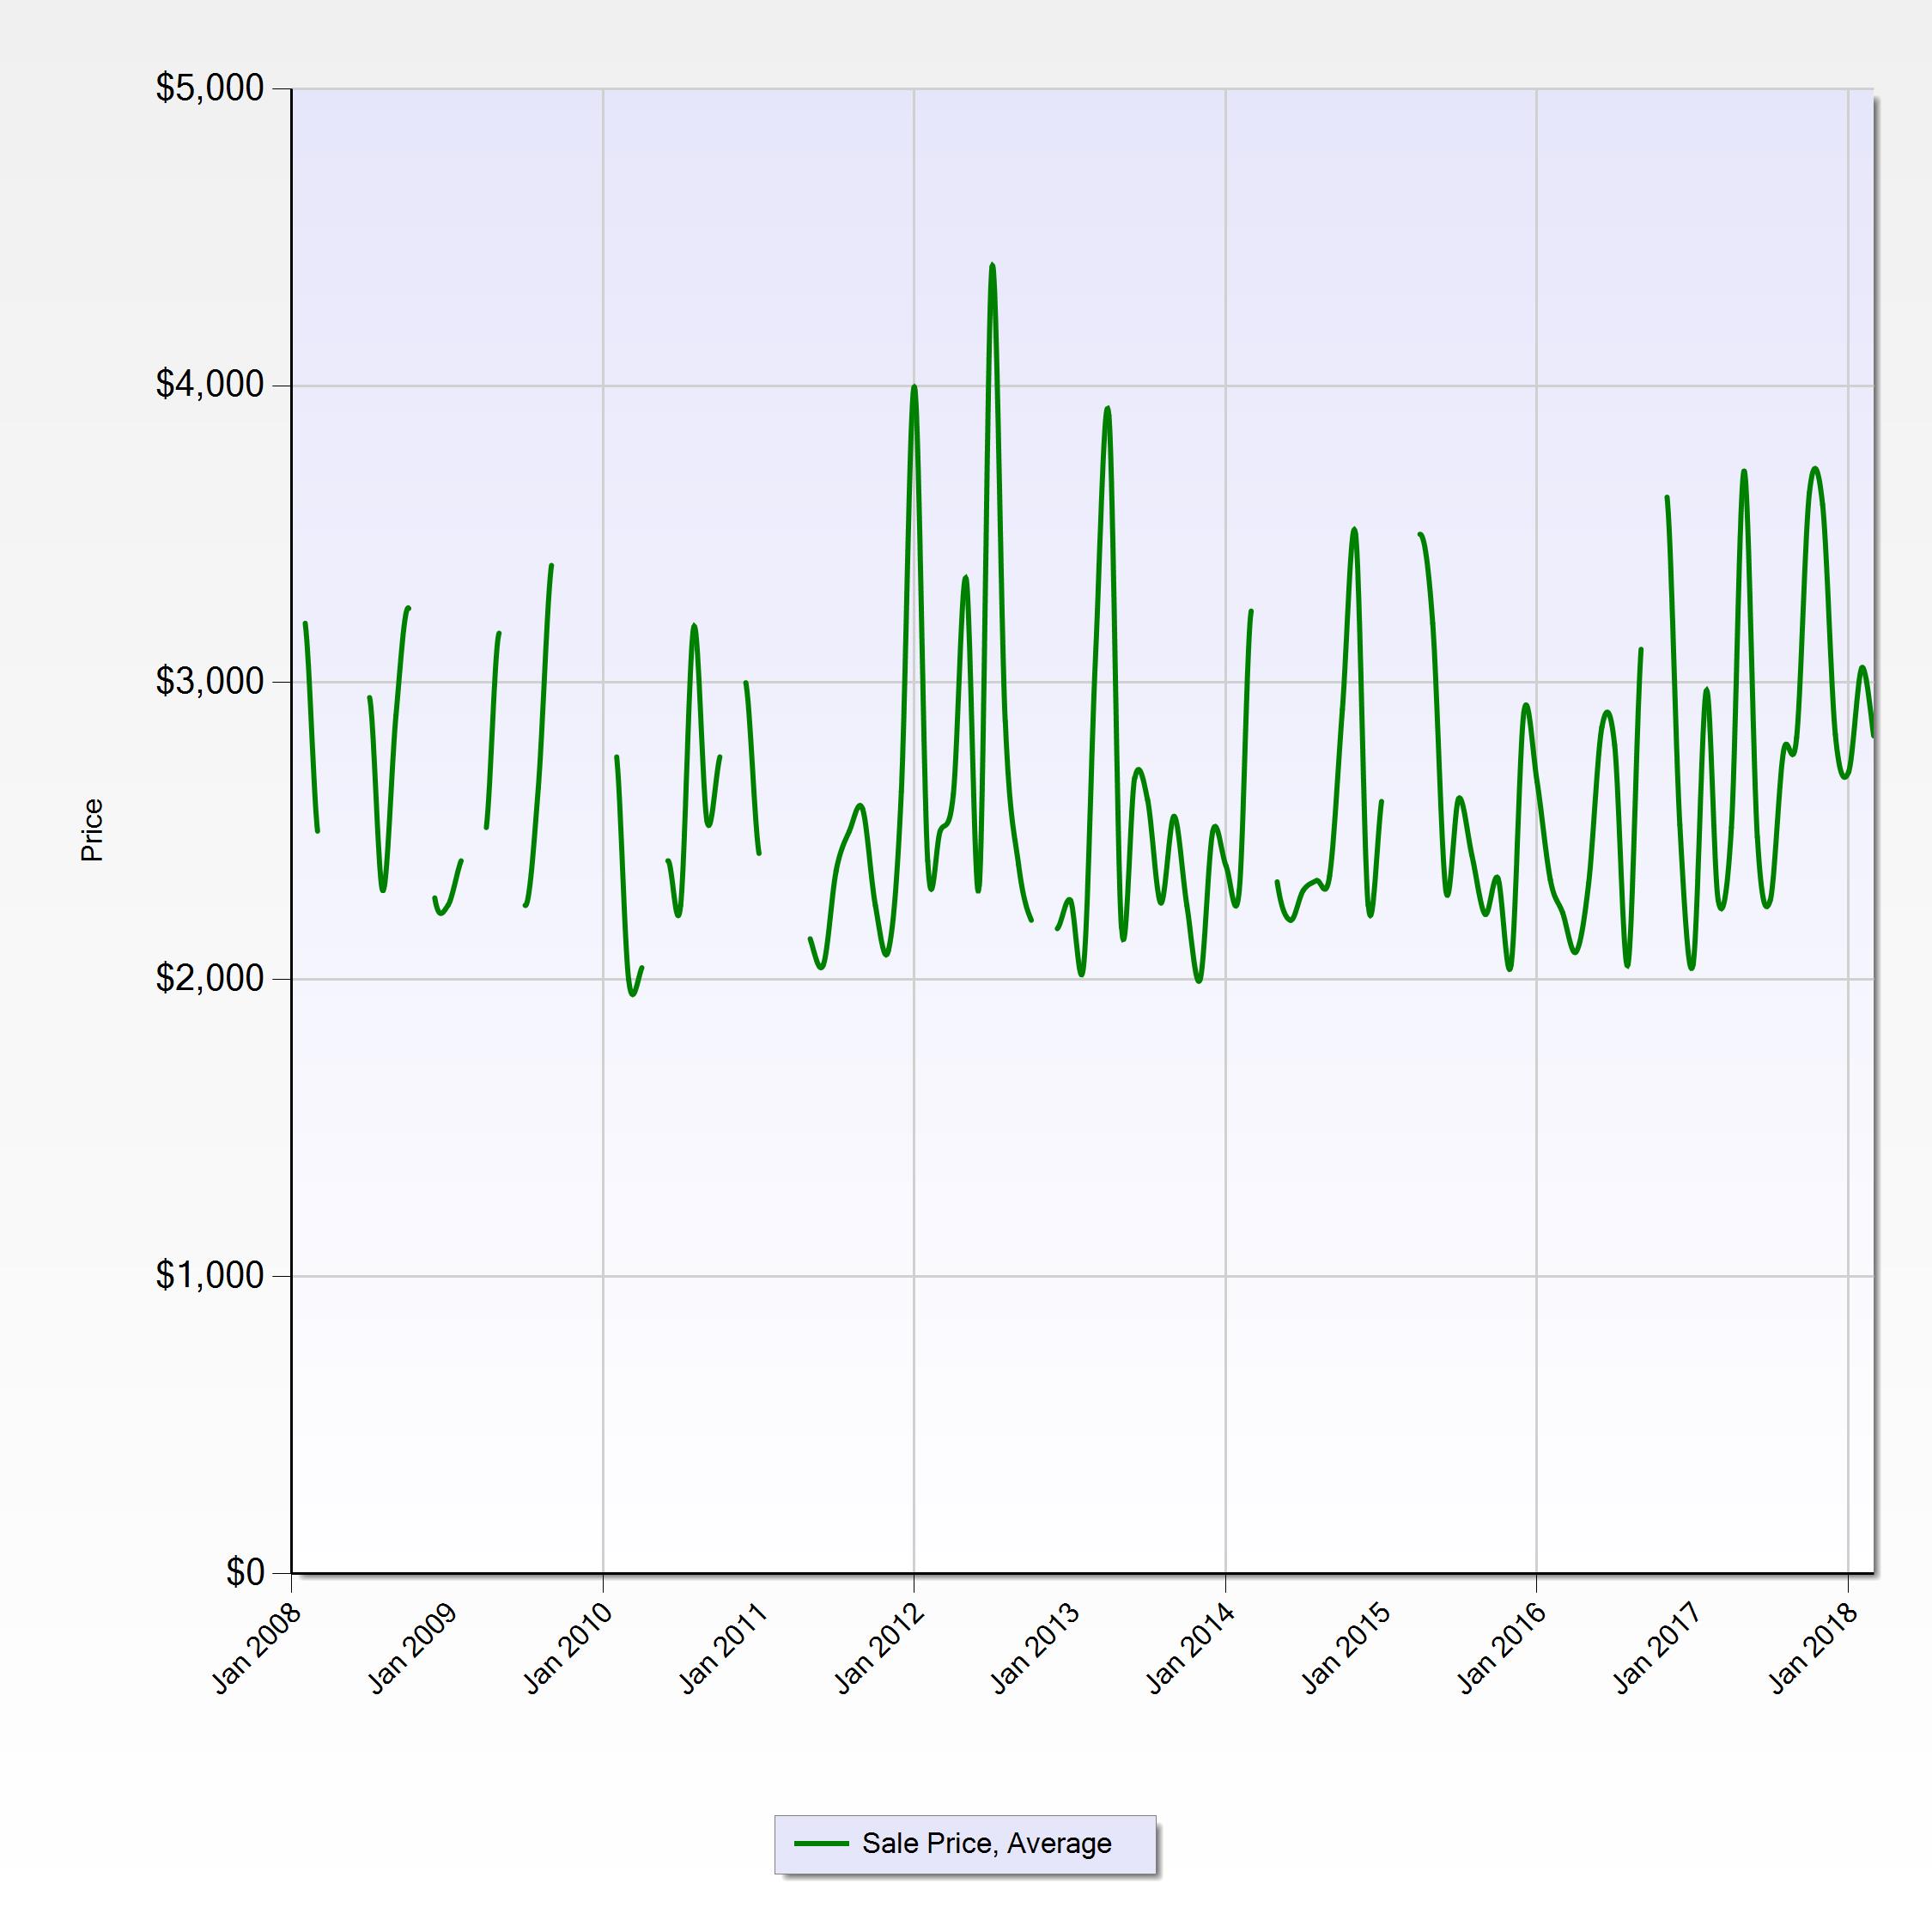 $5,000
$4,000
$3,000
$2,000
$1,000
$0
Price
Jan 2008
Jan 2009
Jan 2010
Jan 2011
Jan 2012
Jan 2013
Jan 2014
Jan 2015
Jan 2016
Jan 2017
Jan 2018
Sale Price, Average